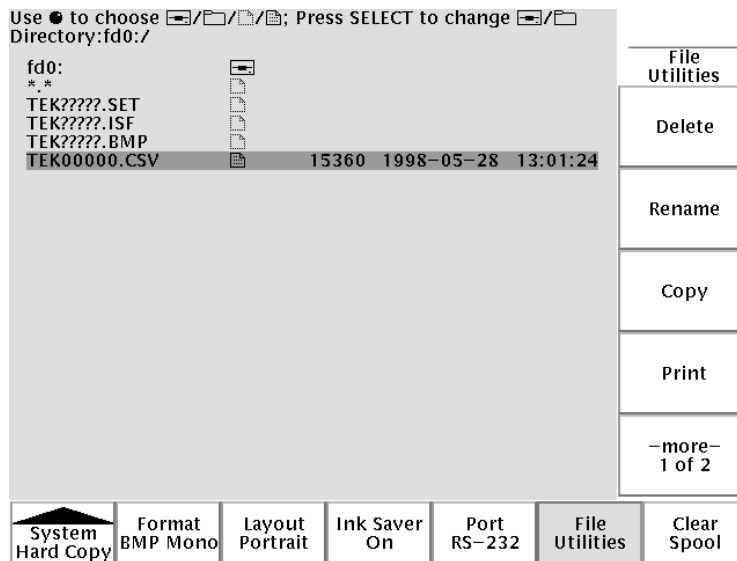 Use ● to choose / / / ; Press SELECT to change /
Directory:fd0:/
fd0:
*.*
TEK?????.SET
TEK?????.ISF
TEK?????.BMP
TEK00000.CSV 15360 1998-05-28 13:01:24
File
Utilities
Delete
Rename
Copy
Print
-more-
1 of 2
System
Hard Copy
Format
BMP Mono
Layout
Portrait
Ink Saver
On
Port
RS-232
File
Utilities
Clear
Spool